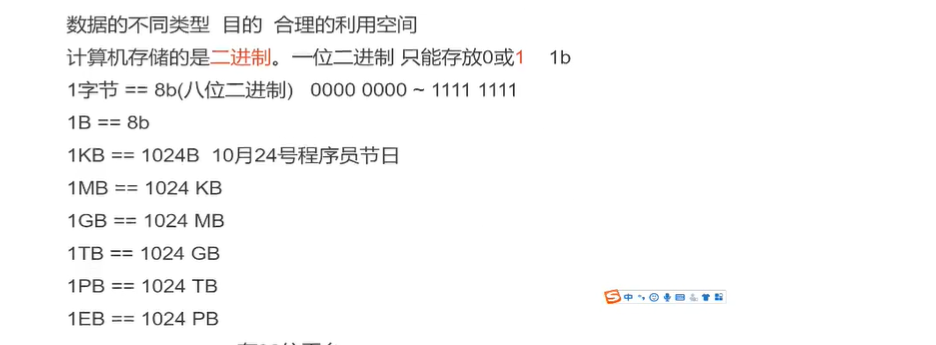 数据的不同类型 目的 合理的利用空间
计算机存储的是二进制。一位二进制 只能存放0或1 1b
1字节 == 8b(八位二进制) 0000 0000 ~ 1111 1111
1B == 8b
1KB == 1024B 10月24号程序员节日
1MB == 1024 KB
1GB == 1024 MB
1TB == 1024 GB
1PB == 1024 TB
中
1EB == 1024 PB